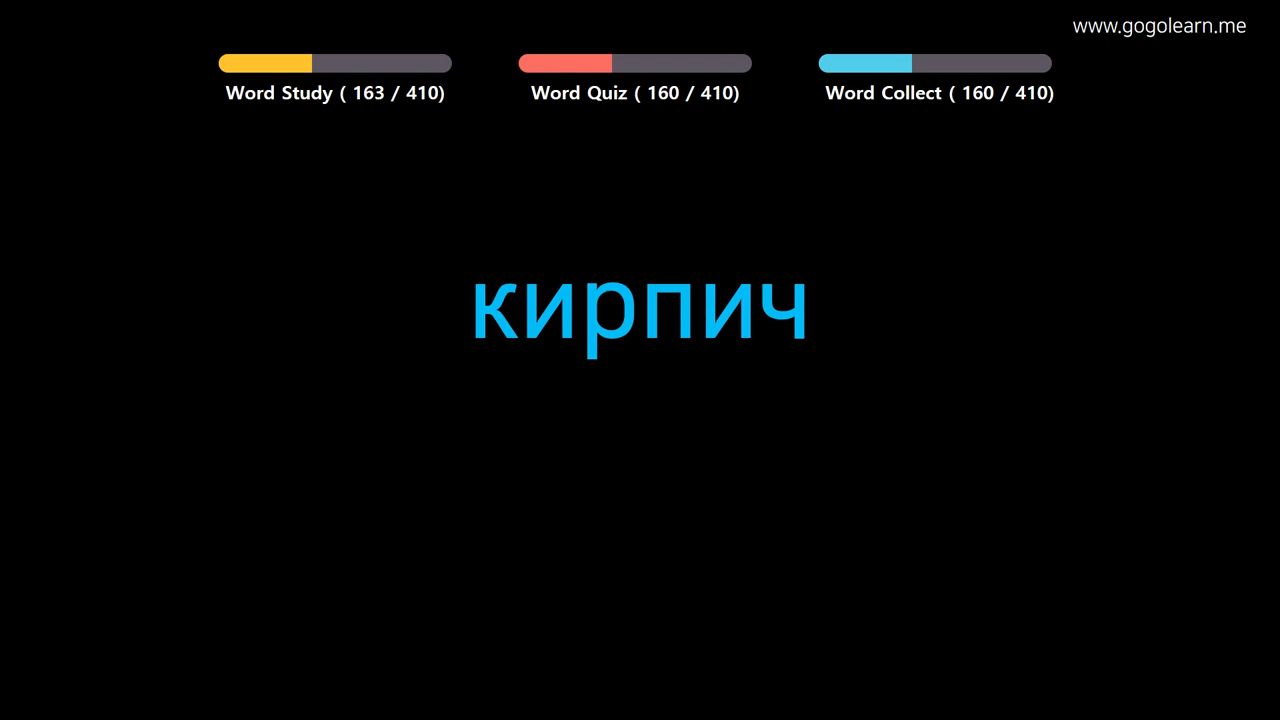 www.gogolearn.me
Word Study ( 163 / 410)
Word Quiz ( 160 / 410)
Word Collect ( 160 / 410)
кирпич